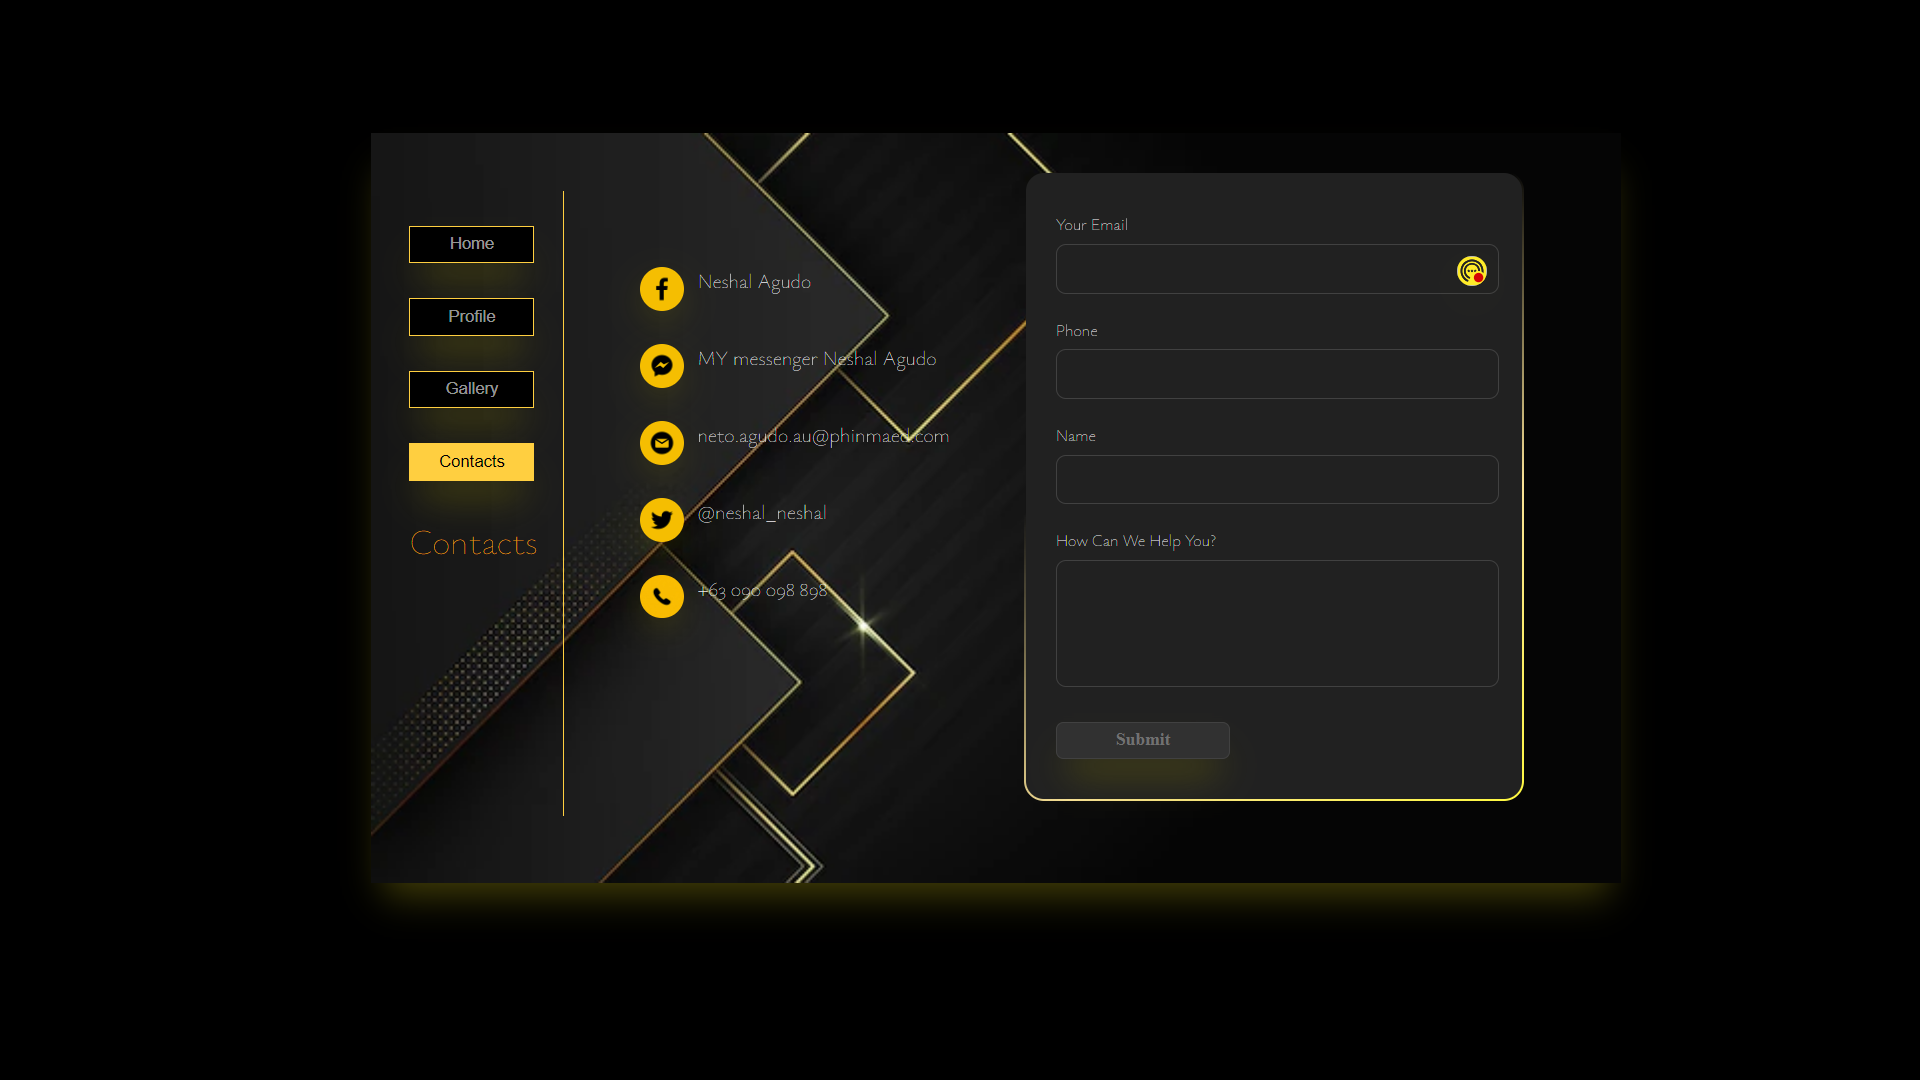 Home
Profile
Gallery
Contacts
Contacts
Neshal Agudo
MY messenger Neshal Agudo
neto.agudo.au@phinmaed.com
@neshal_neshal
+63 090 098 898
Your Email
Phone
Name
How Can We Help You?
Submit